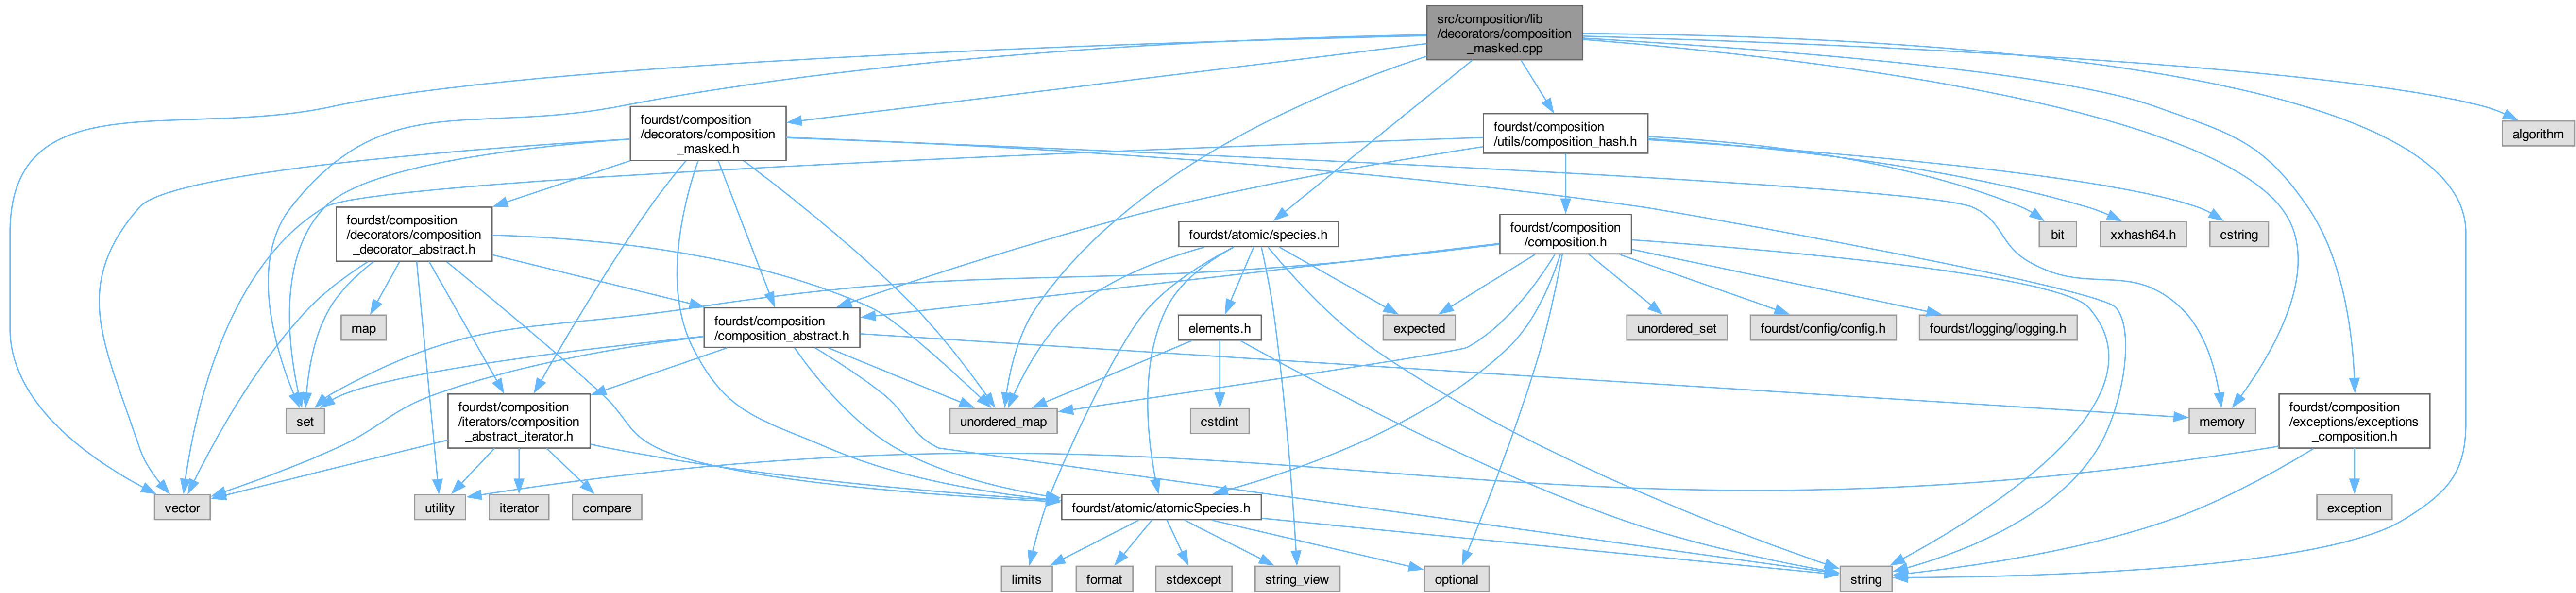 src/composition/lib
/decorators/composition
_masked.cpp
fourdst/composition
/decorators/composition
_masked.h
fourdst/composition
/utils/composition_hash.h
algorithm
fourdst/composition
/decorators/composition
_decorator_abstract.h
fourdst/atomic/species.h
fourdst/composition
/composition.h
bit
xxhash64.h
cstring
map
fourdst/composition
/composition_abstract.h
elements.h
expected
unordered_set
fourdst/config/config.h
fourdst/logging/logging.h
set
fourdst/composition
/iterators/composition
_abstract_iterator.h
unordered_map
cstdint
memory
fourdst/composition
/exceptions/exceptions
_composition.h
vector
utility
iterator
compare
fourdst/atomic/atomicSpecies.h
exception
limits
format
stdexcept
string_view
optional
string